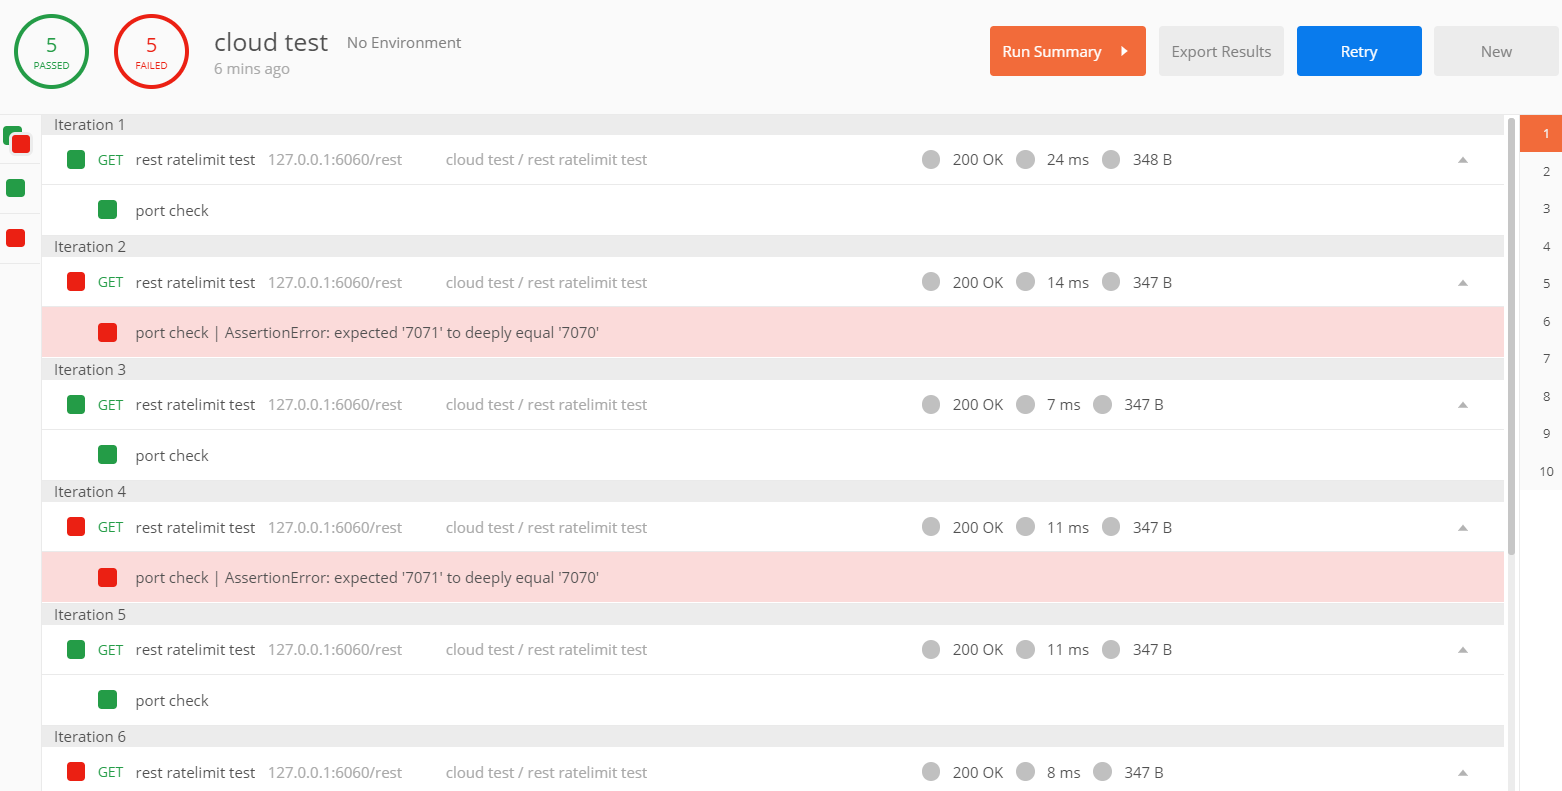 5
PASSED
5
FAILED
cloud test No Environment
6 mins ago
Run Summary
Export Results
Retry
New
Iteration 1
GET rest ratelimit test 127.0.0.1:6060/rest cloud test / rest ratelimit test 200 OK 24 ms 348 B
port check
Iteration 2
GET rest ratelimit test 127.0.0.1:6060/rest cloud test / rest ratelimit test 200 OK 14 ms 347 B
port check | AssertionError: expected '7071' to deeply equal '7070'
Iteration 3
GET rest ratelimit test 127.0.0.1:6060/rest cloud test / rest ratelimit test 200 OK 7 ms 347 B
port check
Iteration 4
GET rest ratelimit test 127.0.0.1:6060/rest cloud test / rest ratelimit test 200 OK 11 ms 347 B
port check | AssertionError: expected '7071' to deeply equal '7070'
Iteration 5
GET rest ratelimit test 127.0.0.1:6060/rest cloud test / rest ratelimit test 200 OK 11 ms 347 B
port check
Iteration 6
GET rest ratelimit test 127.0.0.1:6060/rest cloud test / rest ratelimit test 200 OK 8 ms 347 B
1
2
3
4
5
6
7
8
9
10